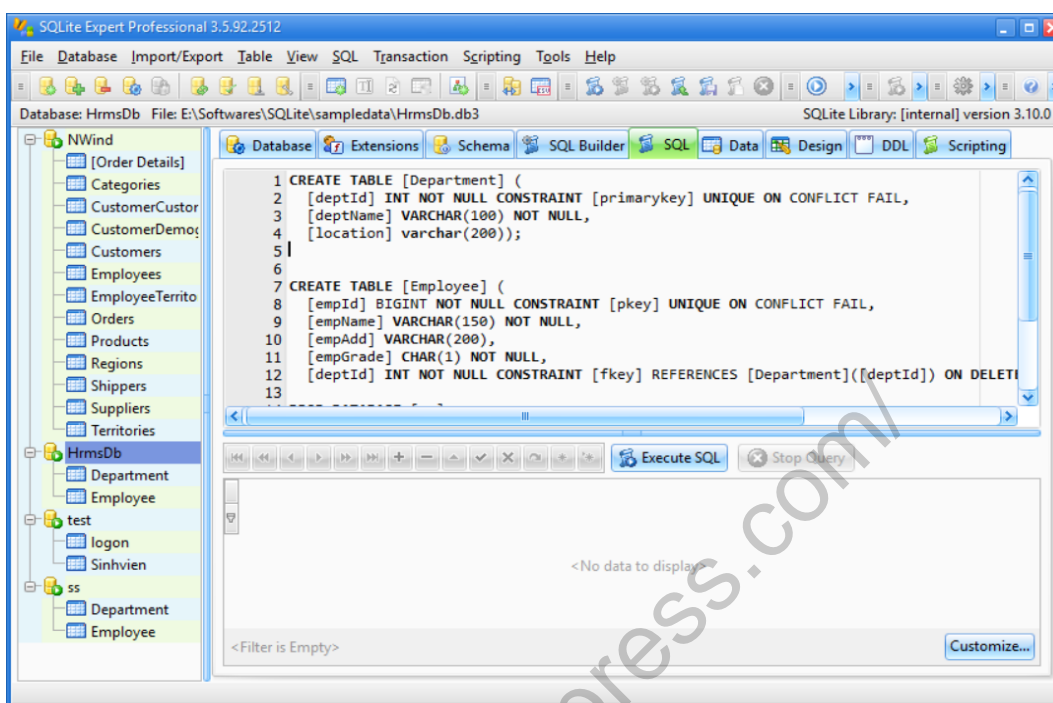 SQLite Expert Professional 3.5.92.2512
File Database Import/Export Table View SQL Transaction Scripting Tools Help
Database: HrmsDb File: E:\Softwares\SQLite\sampledata\HrmsDb.db3 SQLite Library: [internal] version 3.10.0
NWind
[Order Details]
Categories
CustomerCustor
CustomerDemog
Customers
Employees
EmployeeTerrito
Orders
Products
Regions
Shippers
Suppliers
Territories
HrmsDb
Department
Employee
test
logon
Sinhvien
ss
Department
Employee
Database Extensions Schema SQL Builder SQL Data Design DDL Scripting
1 CREATE TABLE [Department] (
2 [deptId] INT NOT NULL CONSTRAINT [primarykey] UNIQUE ON CONFLICT FAIL,
3 [deptName] VARCHAR(100) NOT NULL,
4 [location] varchar(200));
5
6
7 CREATE TABLE [Employee] (
8 [empId] BIGINT NOT NULL CONSTRAINT [pkey] UNIQUE ON CONFLICT FAIL,
9 [empName] VARCHAR(150) NOT NULL,
10 [empAdd] VARCHAR(200),
11 [empGrade] CHAR(1) NOT NULL,
12 [deptId] INT NOT NULL CONSTRAINT [fkey] REFERENCES [Department]([deptId]) ON DELETE
13
Execute SQL Stop Query
<No data to display>
<Filter is Empty> Customize...
ress.com/